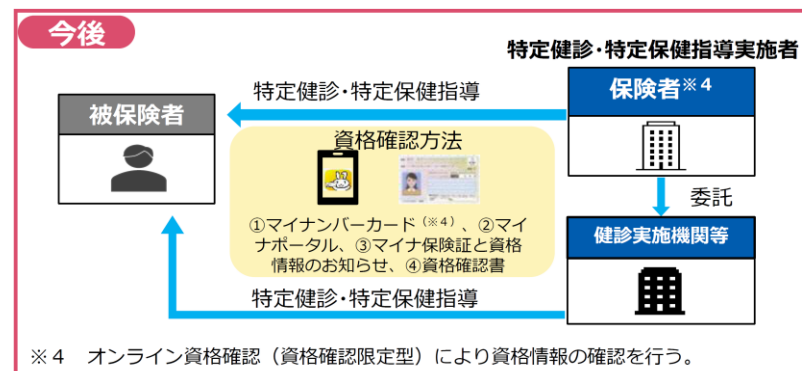 今後
特定健診・特定保健指導実施者
特定健診・特定保健指導
保険者※４
被保険者
資格確認方法
①マイナンバーカード（※４）、②マイ
ナポータル、③マイナ保険証と資格
情報のお知らせ、④資格確認書
委託
健診実施機関等
特定健診・特定保健指導
※４　オンライン資格確認（資格確認限定型）により資格情報の確認を行う。